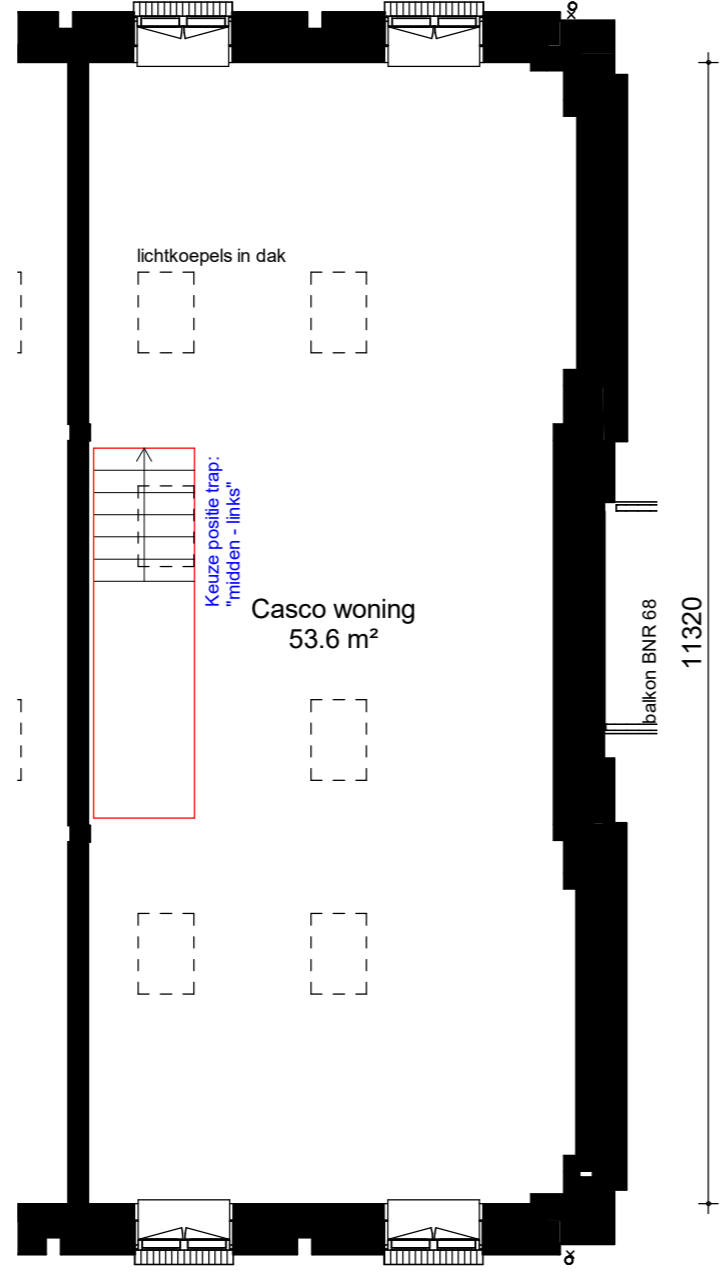 lichtkoepels in dak
Keuze positie trap:
"midden - links"
Casco woning
53.6 m²
balkon BNR 68
11320